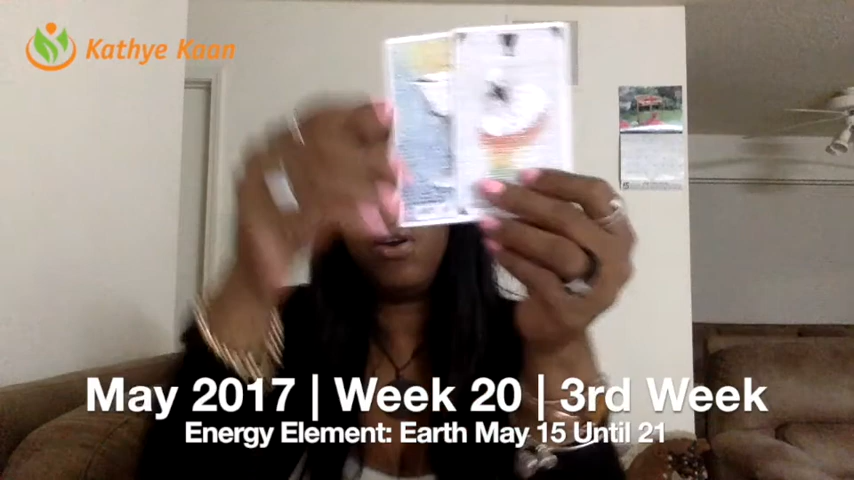 Kathye Kaan
May 2017 | Week 20 | 3rd Week
Energy Element: Earth May 15 Until 21